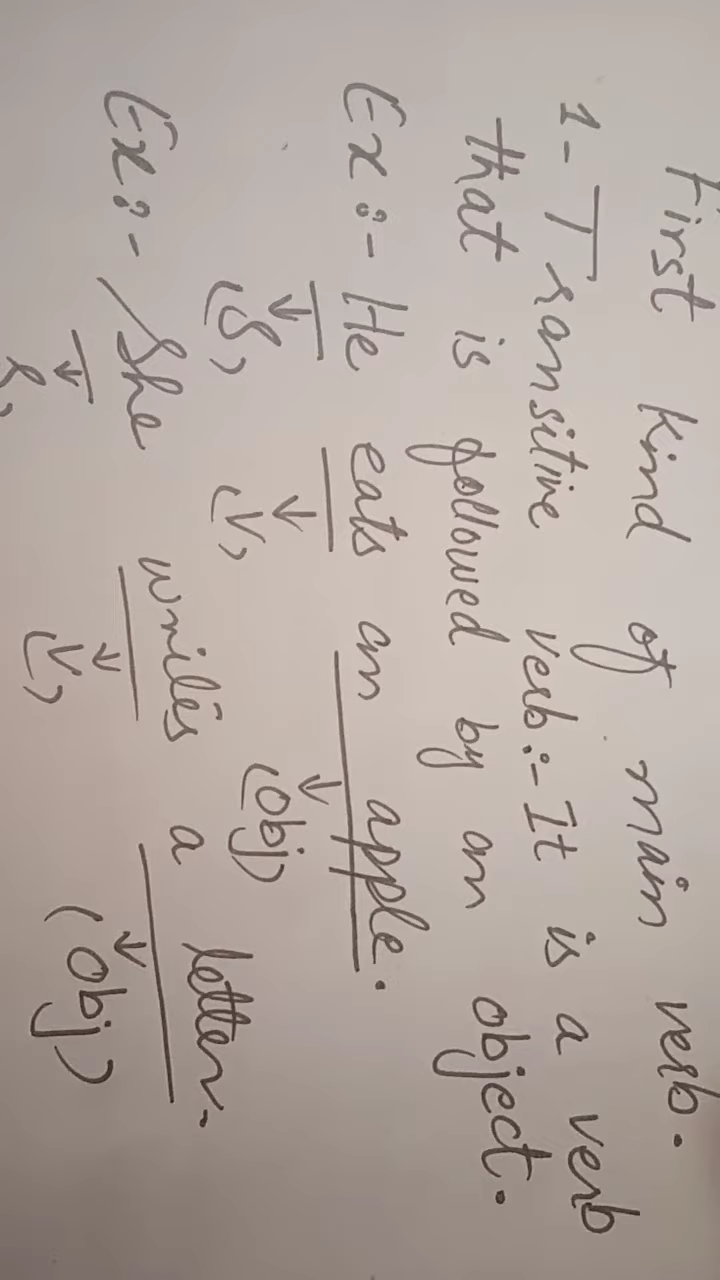 First kind of main verb.
1- Transitive verb:- It is a verb
that is followed by an object.
Ex:- He eats an apple.
(S) (V) (Obj)
Ex:- She writes a letter.
S, (V) (Obj)